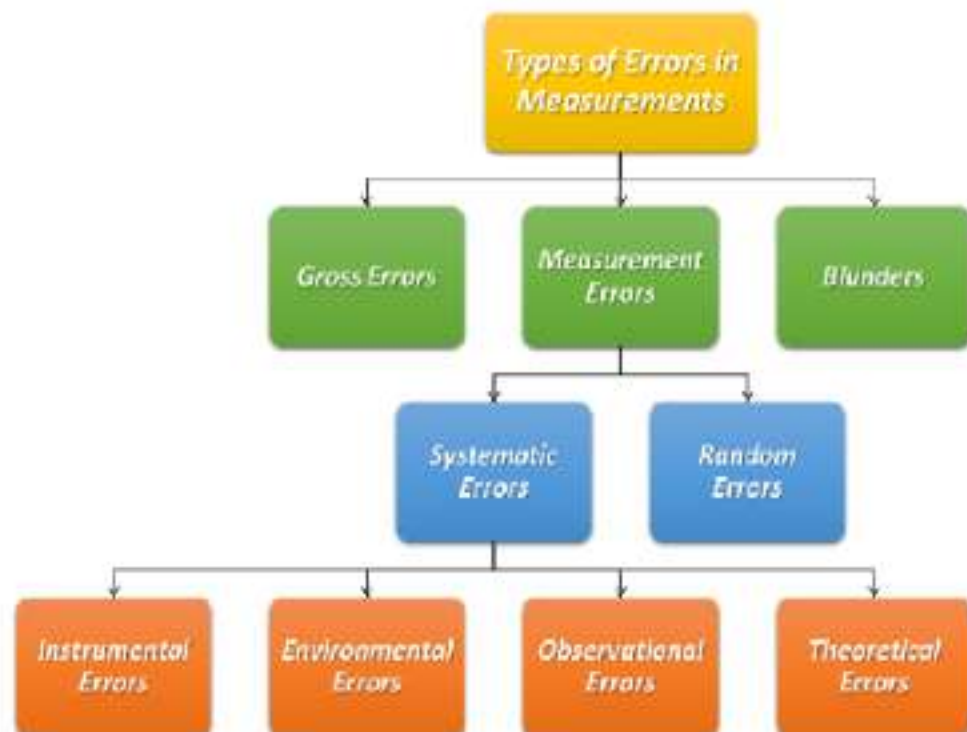 Types of Errors in
Measurements
Gross Errors
Measurement
Errors
Blunders
Systematic
Errors
Random
Errors
Instrumental
Errors
Environmental
Errors
Observational
Errors
Theoretical
Errors